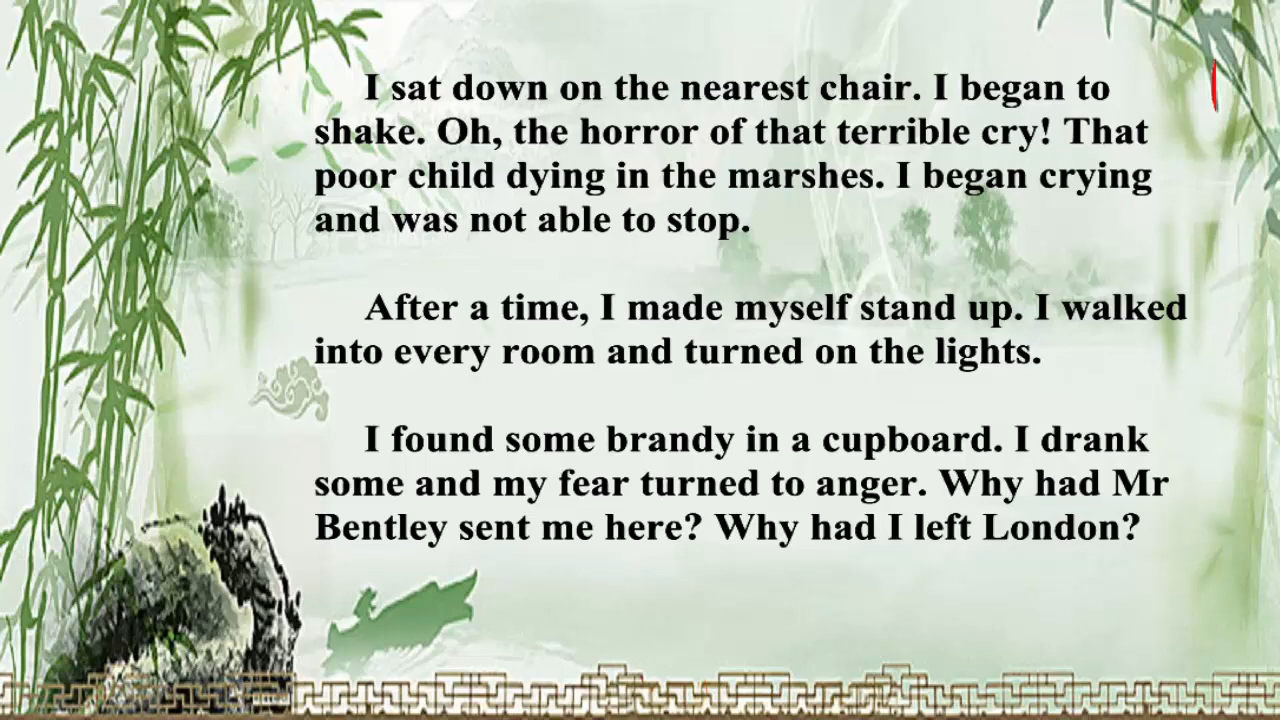 I sat down on the nearest chair. I began to
shake. Oh, the horror of that terrible cry! That
poor child dying in the marshes. I began crying
and was not able to stop.
After a time, I made myself stand up. I walked
into every room and turned on the lights.
I found some brandy in a cupboard. I drank
some and my fear turned to anger. Why had Mr
Bentley sent me here? Why had I left London?